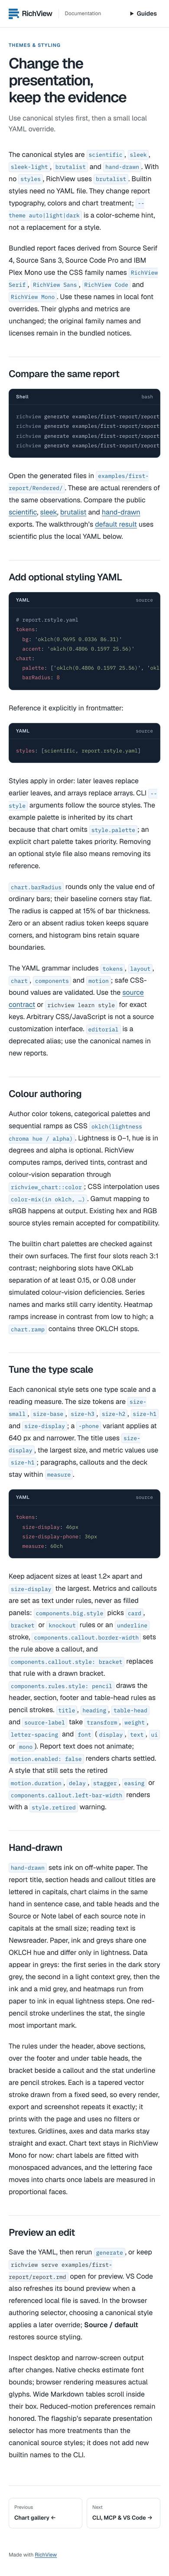 RichView Documentation ▶ Guides
THEMES & STYLING
Change the
presentation,
keep the evidence
Use canonical styles first, then a small local
YAML override.
The canonical styles are scientific, sleek,
sleek-light, brutalist and hand-drawn. With
no styles, RichView uses brutalist. Builtin
styles need no YAML file. They change report
typography, colors and chart treatment; --
theme auto|light|dark is a color-scheme hint,
not a replacement for a style.
Bundled report faces derived from Source Serif
4, Source Sans 3, Source Code Pro and IBM
Plex Mono use the CSS family names RichView
Serif, RichView Sans, RichView Code and
RichView Mono. Use these names in local font
overrides. Their glyphs and metrics are
unchanged; the original family names and
licenses remain in the bundled notices.
Compare the same report
Shell bash
richview generate examples/first-report/report
richview generate examples/first-report/report
richview generate examples/first-report/report
richview generate examples/first-report/report
Open the generated files in examples/first-
report/Rendered/. These are actual rerenders of
the same observations. Compare the public
scientific, sleek, brutalist and hand-drawn
exports. The walkthrough's default result uses
scientific plus the local YAML below.
Add optional styling YAML
YAML source
# report.rstyle.yaml
tokens:
bg: 'oklch(0.9695 0.0336 86.31)'
accent: 'oklch(0.4806 0.1597 25.56)'
chart:
palette: ['oklch(0.4806 0.1597 25.56)', 'okl
barRadius: 8
Reference it explicitly in frontmatter:
YAML source
styles: [scientific, report.rstyle.yaml]
Styles apply in order: later leaves replace
earlier leaves, and arrays replace arrays. CLI --
style arguments follow the source styles. The
example palette is inherited by its chart
because that chart omits style.palette; an
explicit chart palette takes priority. Removing
an optional style file also means removing its
reference.
chart.barRadius rounds only the value end of
ordinary bars; their baseline corners stay flat.
The radius is capped at 15% of bar thickness.
Zero or an absent radius token keeps square
corners, and histogram bins retain square
boundaries.
The YAML grammar includes tokens, layout,
chart, components and motion; safe CSS-
bound values are validated. Use the source
contract or richview learn style for exact
keys. Arbitrary CSS/JavaScript is not a source
customization interface. editorial is a
deprecated alias; use the canonical names in
new reports.
Colour authoring
Author color tokens, categorical palettes and
sequential ramps as CSS oklch(lightness
chroma hue / alpha). Lightness is 0–1, hue is in
degrees and alpha is optional. RichView
computes ramps, derived tints, contrast and
colour-vision separation through
richview_chart::color; CSS interpolation uses
color-mix(in oklch, …). Gamut mapping to
sRGB happens at output. Existing hex and RGB
source styles remain accepted for compatibility.
The builtin chart palettes are checked against
their own surfaces. The first four slots reach 3:1
contrast; neighboring slots have OKLab
separation of at least 0.15, or 0.08 under
simulated colour-vision deficiencies. Series
names and marks still carry identity. Heatmap
ramps increase in contrast from low to high; a
chart.ramp contains three OKLCH stops.
Tune the type scale
Each canonical style sets one type scale and a
reading measure. The size tokens are size-
small, size-base, size-h3, size-h2, size-h1
and size-display; a -phone variant applies at
640 px and narrower. The title uses size-
display, the largest size, and metric values use
size-h1; paragraphs, callouts and the deck
stay within measure.
YAML source
tokens:
size-display: 46px
size-display-phone: 36px
measure: 60ch
Keep adjacent sizes at least 1.2× apart and
size-display the largest. Metrics and callouts
are set as text under rules, never as filled
panels: components.big.style picks card,
bracket or knockout rules or an underline
stroke, components.callout.border-width sets
the rule above a callout, and
components.callout.style: bracket replaces
that rule with a drawn bracket.
components.rules.style: pencil draws the
header, section, footer and table-head rules as
pencil strokes. title, heading, table-head
and source-label take transform, weight,
letter-spacing and font (display, text, ui
or mono). Report text does not animate;
motion.enabled: false renders charts settled.
A style that still sets the retired
motion.duration, delay, stagger, easing or
components.callout.left-bar-width renders
with a style.retired warning.
Hand-drawn
hand-drawn sets ink on off-white paper. The
report title, section heads and callout titles are
lettered in capitals, chart claims in the same
hand in sentence case, and table heads and the
Source or Note label of each source note in
capitals at the small size; reading text is
Newsreader. Paper, ink and greys share one
OKLCH hue and differ only in lightness. Data
appear in greys: the first series in the dark story
grey, the second in a light context grey, then the
ink and a mid grey, and heatmaps run from
paper to ink in equal lightness steps. One red-
pencil stroke underlines the stat, the single
most important mark.
The rules under the header, above sections,
over the footer and under table heads, the
bracket beside a callout and the stat underline
are pencil strokes. Each is a tapered vector
stroke drawn from a fixed seed, so every render,
export and screenshot repeats it exactly; it
prints with the page and uses no filters or
textures. Gridlines, axes and data marks stay
straight and exact. Chart text stays in RichView
Mono for now: chart labels are fitted with
monospaced advances, and the lettering face
moves into charts once labels are measured in
proportional faces.
Preview an edit
Save the YAML, then rerun generate, or keep
richview serve examples/first-
report/report.rmd open for preview. VS Code
also refreshes its bound preview when a
referenced local file is saved. In the browser
authoring selector, choosing a canonical style
applies a later override; Source / default
restores source styling.
Inspect desktop and narrow-screen output
after changes. Native checks estimate font
bounds; browser rendering measures actual
glyphs. Wide Markdown tables scroll inside
their box. Reduced-motion preferences remain
honored. The flagship's separate presentation
selector has more treatments than the
canonical source styles; it does not add new
builtin names to the CLI.
Previous
Chart gallery ←
Next
CLI, MCP & VS Code →
Made with RichView